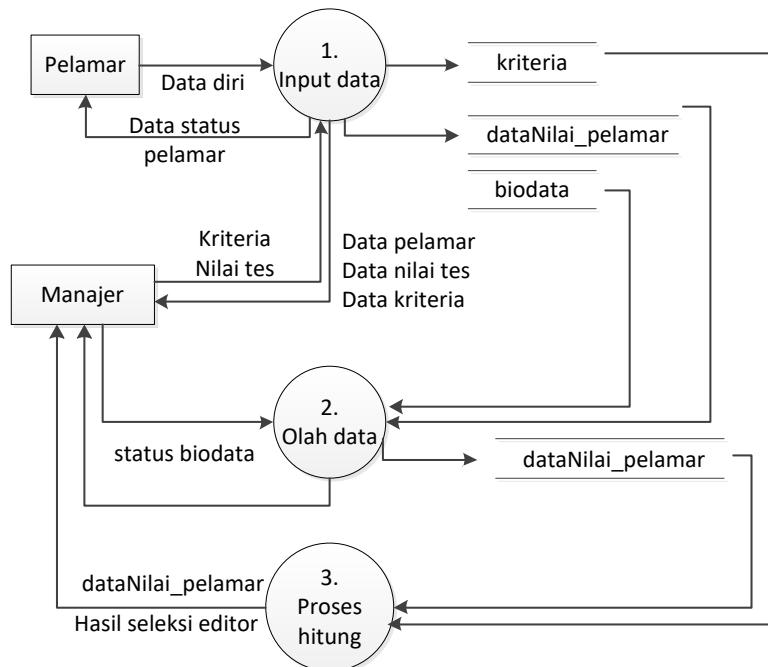 Pelamar
Data diri
1.
Input data
kriteria
Data status
pelamar
dataNilai_pelamar
biodata
Kriteria
Nilai tes
Data pelamar
Data nilai tes
Data kriteria
Manajer
2.
Olah data
status biodata
dataNilai_pelamar
dataNilai_pelamar
Hasil seleksi editor
3.
Proses
hitung